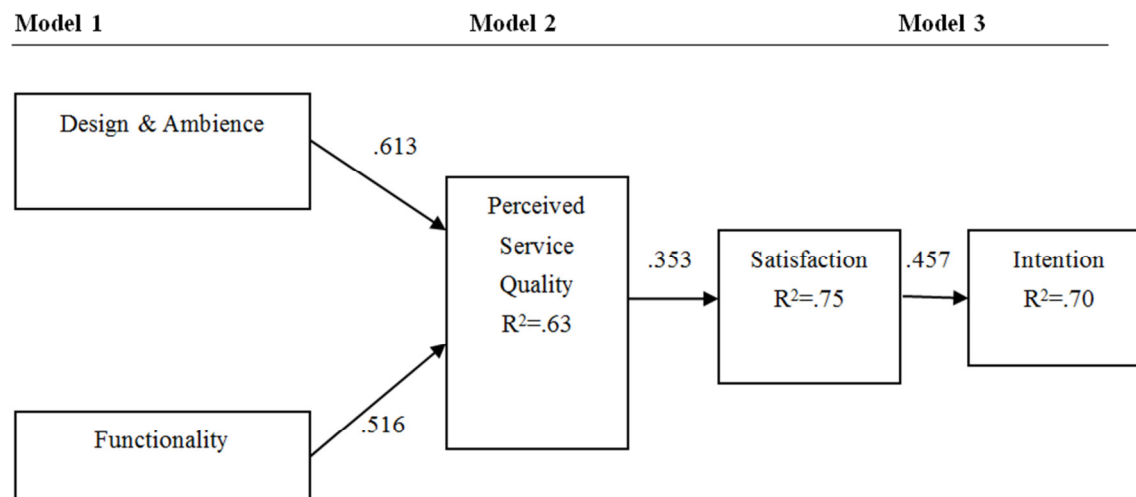 Model 1
Model 2
Model 3
Design & Ambience
.613
Perceived
Service
Quality
R²=.63
.353
Satisfaction
R²=.75
.457
Intention
R²=.70
Functionality
.516